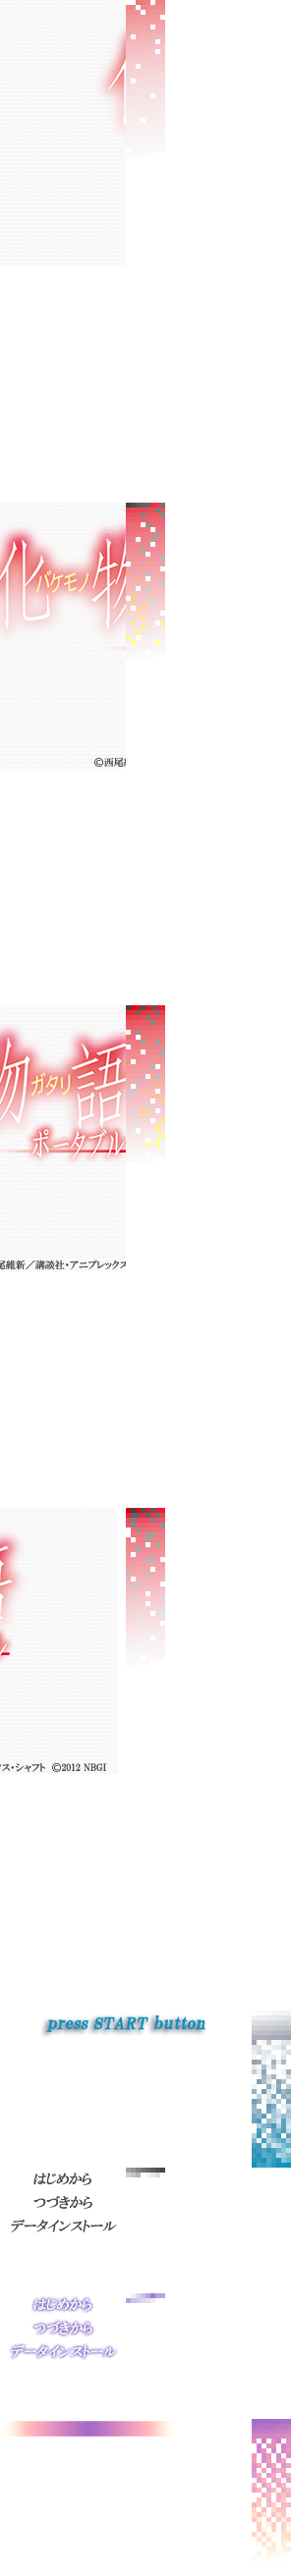 化 バケモノ 物
©西尾維
物 ガタリ 語
ポータブル
尾維新／講談社・アニプレックス
クス・シャフト ©2012 NBGI
press START button
はじめから
つづきから
データインストール
はじめから
つづきから
データインストール